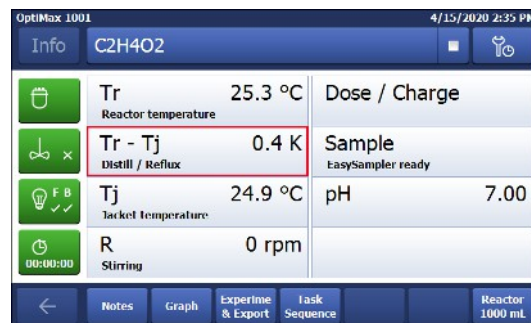 OptiMax 1001 4/15/2020 2:35 PM
Info C2H4O2
Tr 25.3 °C Dose / Charge
Reactor temperature
Tr - Tj 0.4 K Sample
Distill / Reflux EasySampler ready
F B
Tj 24.9 °C pH 7.00
Jacket temperature
R 0 rpm
00:00:00 Stirring
Notes Graph Experime Task Reactor
& Export Sequence 1000 mL